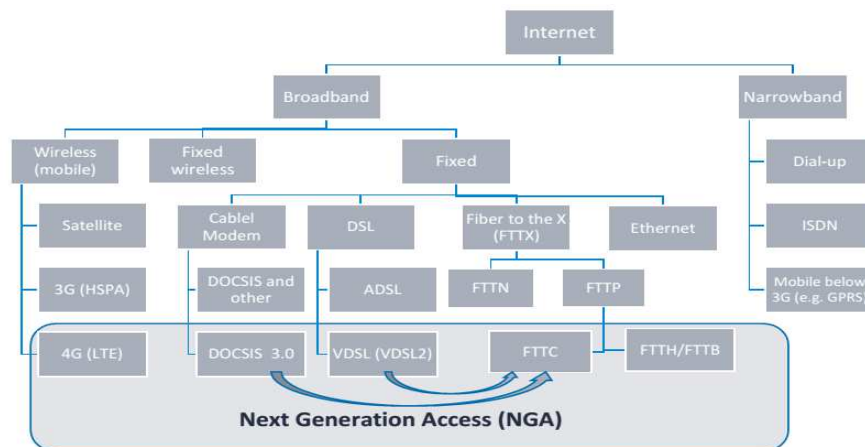 Internet
Broadband
Narrowband
Wireless
(mobile)
Fixed
wireless
Fixed
Dial-up
Satellite
Cablel
Modem
DSL
Fiber to the X
(FTTX)
Ethernet
ISDN
3G (HSPA)
DOCSIS and
other
ADSL
FTTN
FTTP
Mobile below
3G (e.g. GPRS)
4G (LTE)
DOCSIS 3.0
VDSL (VDSL2)
FTTC
FTTH/FTTB
Next Generation Access (NGA)